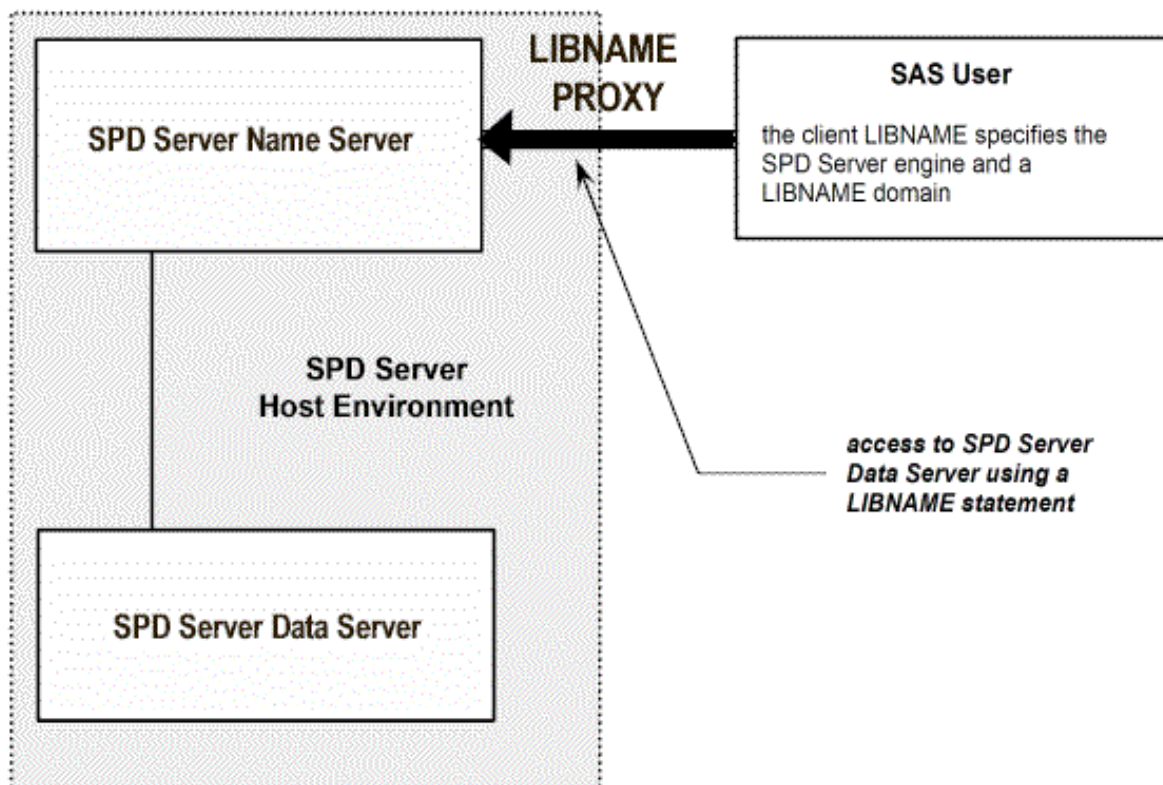 LIBNAME
PROXY
SPD Server Name Server
SAS User
the client LIBNAME specifies the
SPD Server engine and a
LIBNAME domain
SPD Server
Host Environment
access to SPD Server
Data Server using a
LIBNAME statement
SPD Server Data Server